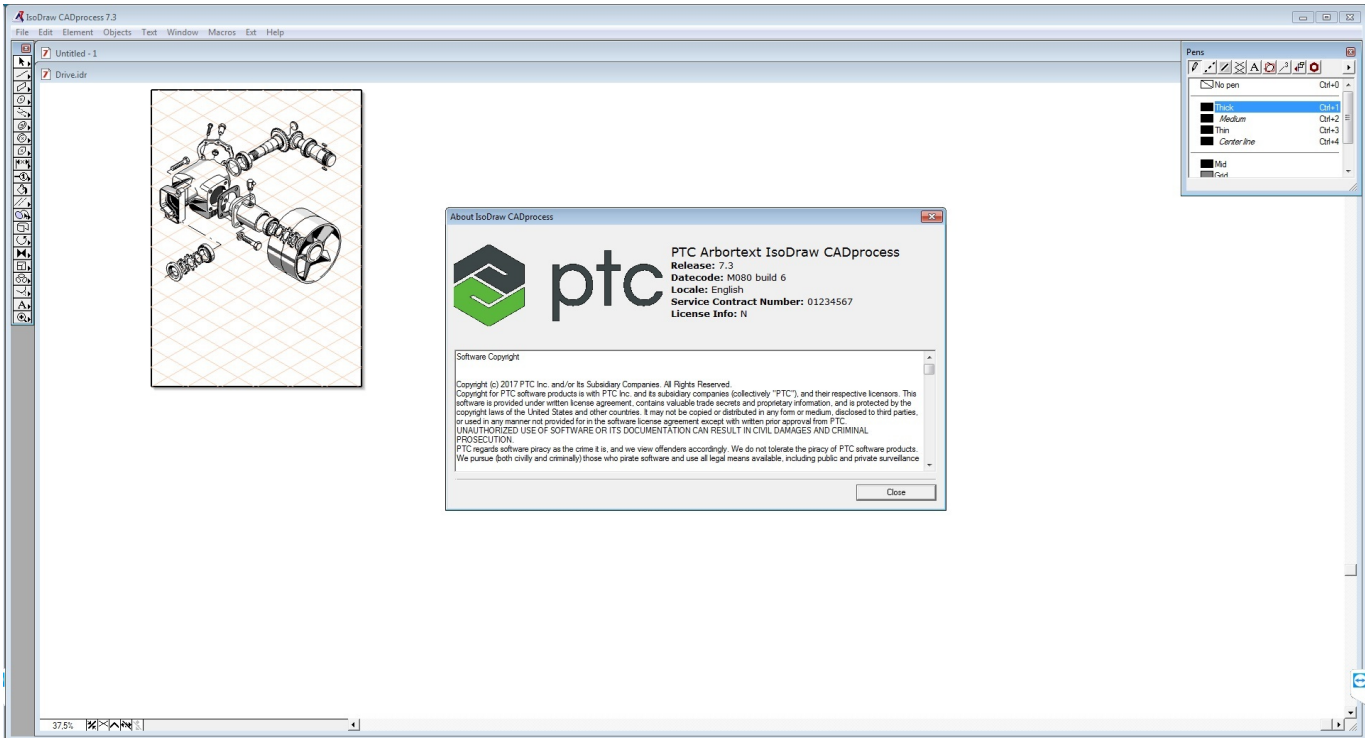 IsoDraw CADprocess 7.3
File Edit Element Objects Text Window Macros Ext Help
Untitled - 1
Drive.idr
Pens
No pen Ctrl+0
Thick Ctrl+1
Medium Ctrl+2
Thin Ctrl+3
Center line Ctrl+4
Mid
Grid
About IsoDraw CADprocess
ptc
PTC Arbortext IsoDraw CADprocess
Release: 7.3
Datecode: M080 build 6
Locale: English
Service Contract Number: 01234567
License Info: N
Software Copyright
Copyright (c) 2017 PTC Inc. and/or Its Subsidiary Companies. All Rights Reserved.
Copyright for PTC software products is with PTC Inc. and its subsidiary companies (collectively "PTC"), and their respective licensors. This
software is provided under written license agreement, contains valuable trade secrets and proprietary information, and is protected by the
copyright laws of the United States and other countries. It may not be copied or distributed in any form or medium, disclosed to third parties,
or used in any manner not provided for in the software license agreement except with written prior approval from PTC.
UNAUTHORIZED USE OF SOFTWARE OR ITS DOCUMENTATION CAN RESULT IN CIVIL DAMAGES AND CRIMINAL
PROSECUTION.
PTC regards software piracy as the crime it is, and we view offenders accordingly. We do not tolerate the piracy of PTC software products.
We pursue (both civilly and criminally) those who pirate software and use all legal means available, including public and private surveillance
Close
37.5%